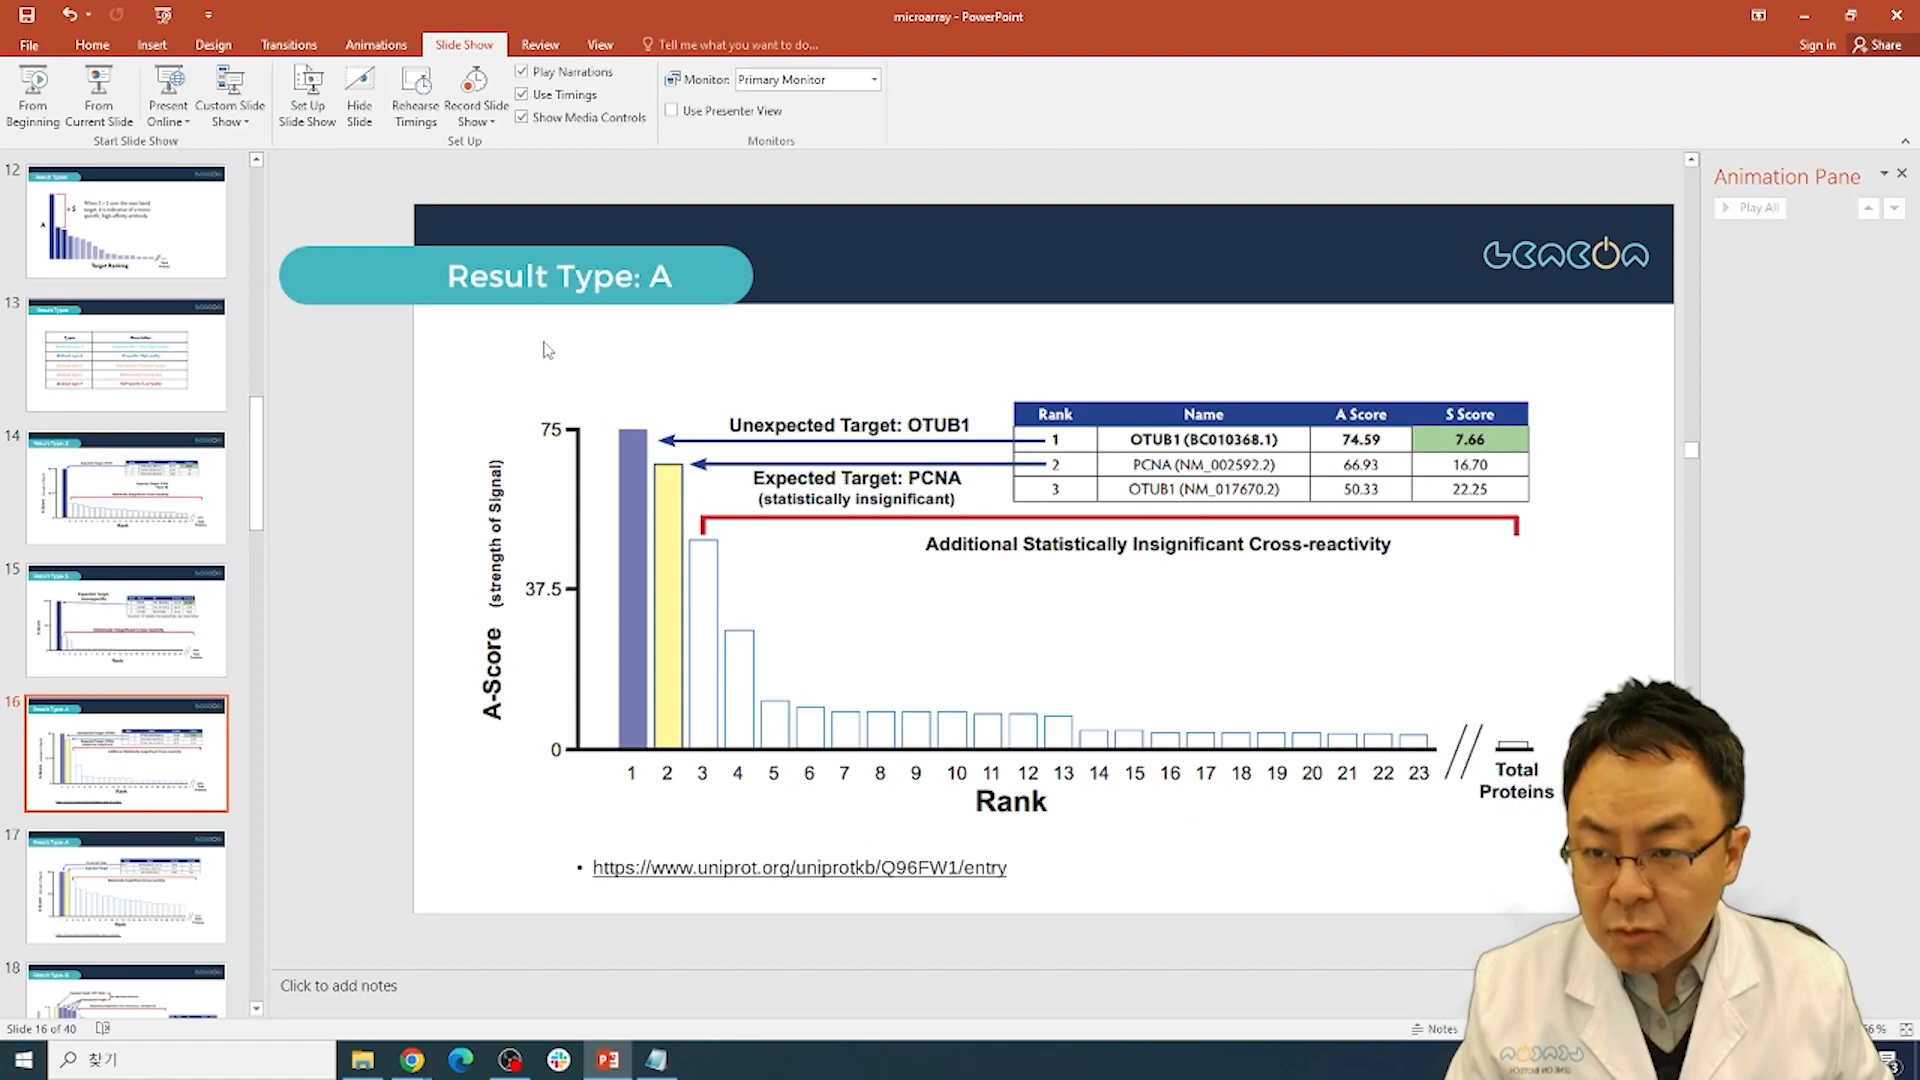 microarray - PowerPoint
File Home Insert Design Transitions Animations Slide Show Review View Tell me what you want to do...
Sign in Share
From Beginning
From Current Slide
Present Online
Custom Slide Show
Set Up Slide Show
Hide Slide
Rehearse Timings
Record Slide Show
Play Narrations
Use Timings
Show Media Controls
Monitor: Primary Monitor
Use Presenter View
Start Slide Show
Set Up
Monitors
12
13
14
15
16
17
18
Animation Pane
Play All
Result Type: A
Unexpected Target: OTUB1
Expected Target: PCNA
(statistically insignificant)
Rank Name A Score S Score
1 OTUB1 (BC010368.1) 74.59 7.66
2 PCNA (NM_002592.2) 66.93 16.70
3 OTUB1 (NM_017670.2) 50.33 22.25
Additional Statistically Insignificant Cross-reactivity
A-Score (strength of Signal)
75
37.5
0
1 2 3 4 5 6 7 8 9 10 11 12 13 14 15 16 17 18 19 20 21 22 23
Total
Proteins
Rank
• https://www.uniprot.org/uniprotkb/Q96FW1/entry
Click to add notes
Slide 16 of 40
Notes
찾기